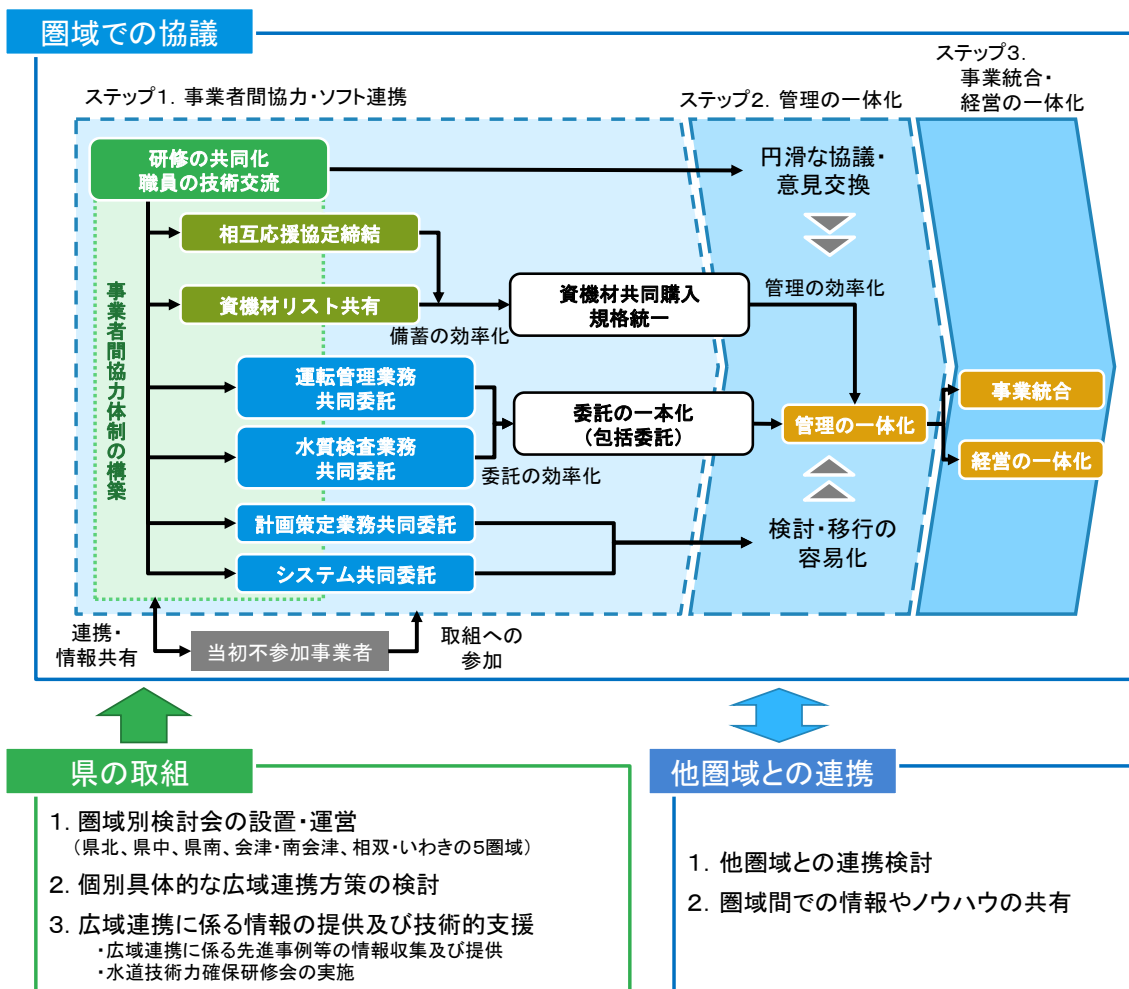 圏域での協議
ステップ1．事業者間協力・ソフト連携
ステップ2．管理の一体化
ステップ3．
事業統合・
経営の一体化
研修の共同化
職員の技術交流
円滑な協議・
意見交換
相互応援協定締結
資機材リスト共有
備蓄の効率化
資機材共同購入
規格統一
管理の効率化
事業者間協力体制の構築
運転管理業務
共同委託
水質検査業務
共同委託
委託の効率化
委託の一本化
（包括委託）
管理の一体化
事業統合
経営の一体化
計画策定業務共同委託
システム共同委託
検討・移行の
容易化
連携・
情報共有
当初不参加事業者
取組への
参加
県の取組
1．圏域別検討会の設置・運営
（県北、県中、県南、会津・南会津、相双・いわきの5圏域）
2．個別具体的な広域連携方策の検討
3．広域連携に係る情報の提供及び技術的支援
・広域連携に係る先進事例等の情報収集及び提供
・水道技術力確保研修会の実施
他圏域との連携
1．他圏域との連携検討
2．圏域間での情報やノウハウの共有